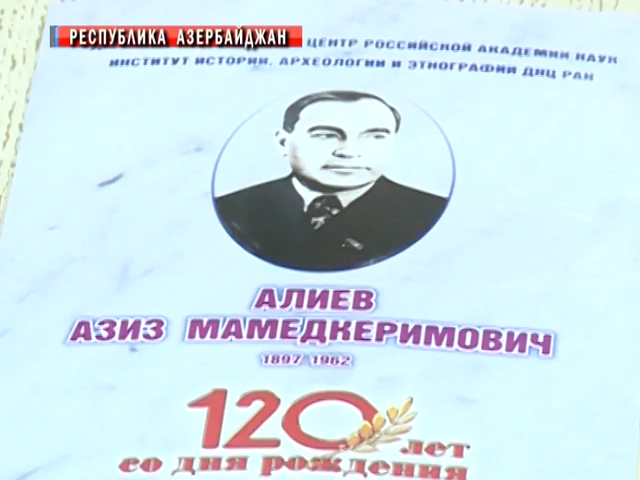 РЕСПУБЛИКА АЗЕРБАЙДЖАН
ЦЕНТР РОССИЙСКОЙ АКАДЕМИИ НАУК
ИНСТИТУТ ИСТОРИИ, АРХЕОЛОГИИ И ЭТНОГРАФИИ ДНЦ РАН
АЛИЕВ
АЗИЗ МАМЕДКЕРИМОВИЧ
1897 1962
120 лет
со дня рождения